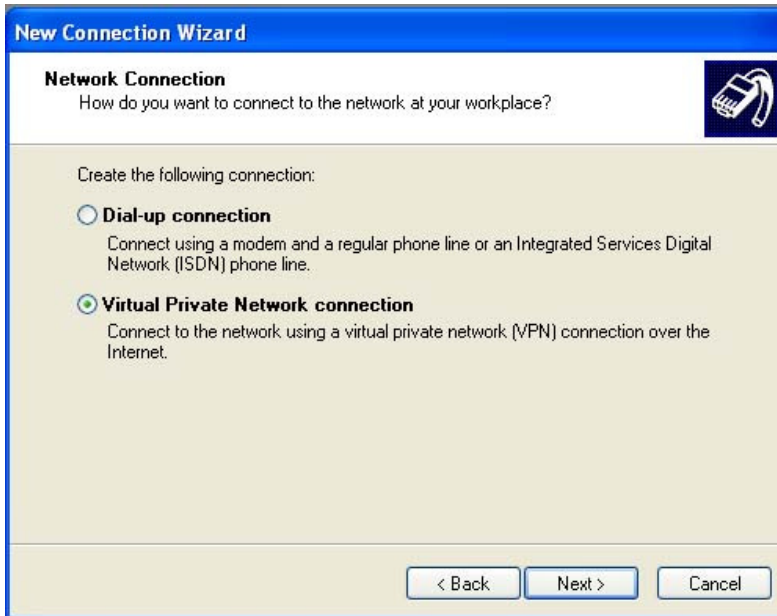 New Connection Wizard
Network Connection
How do you want to connect to the network at your workplace?
Create the following connection:
Dial-up connection
Connect using a modem and a regular phone line or an Integrated Services Digital
Network (ISDN) phone line.
Virtual Private Network connection
Connect to the network using a virtual private network (VPN) connection over the
Internet.
< Back
Next >
Cancel